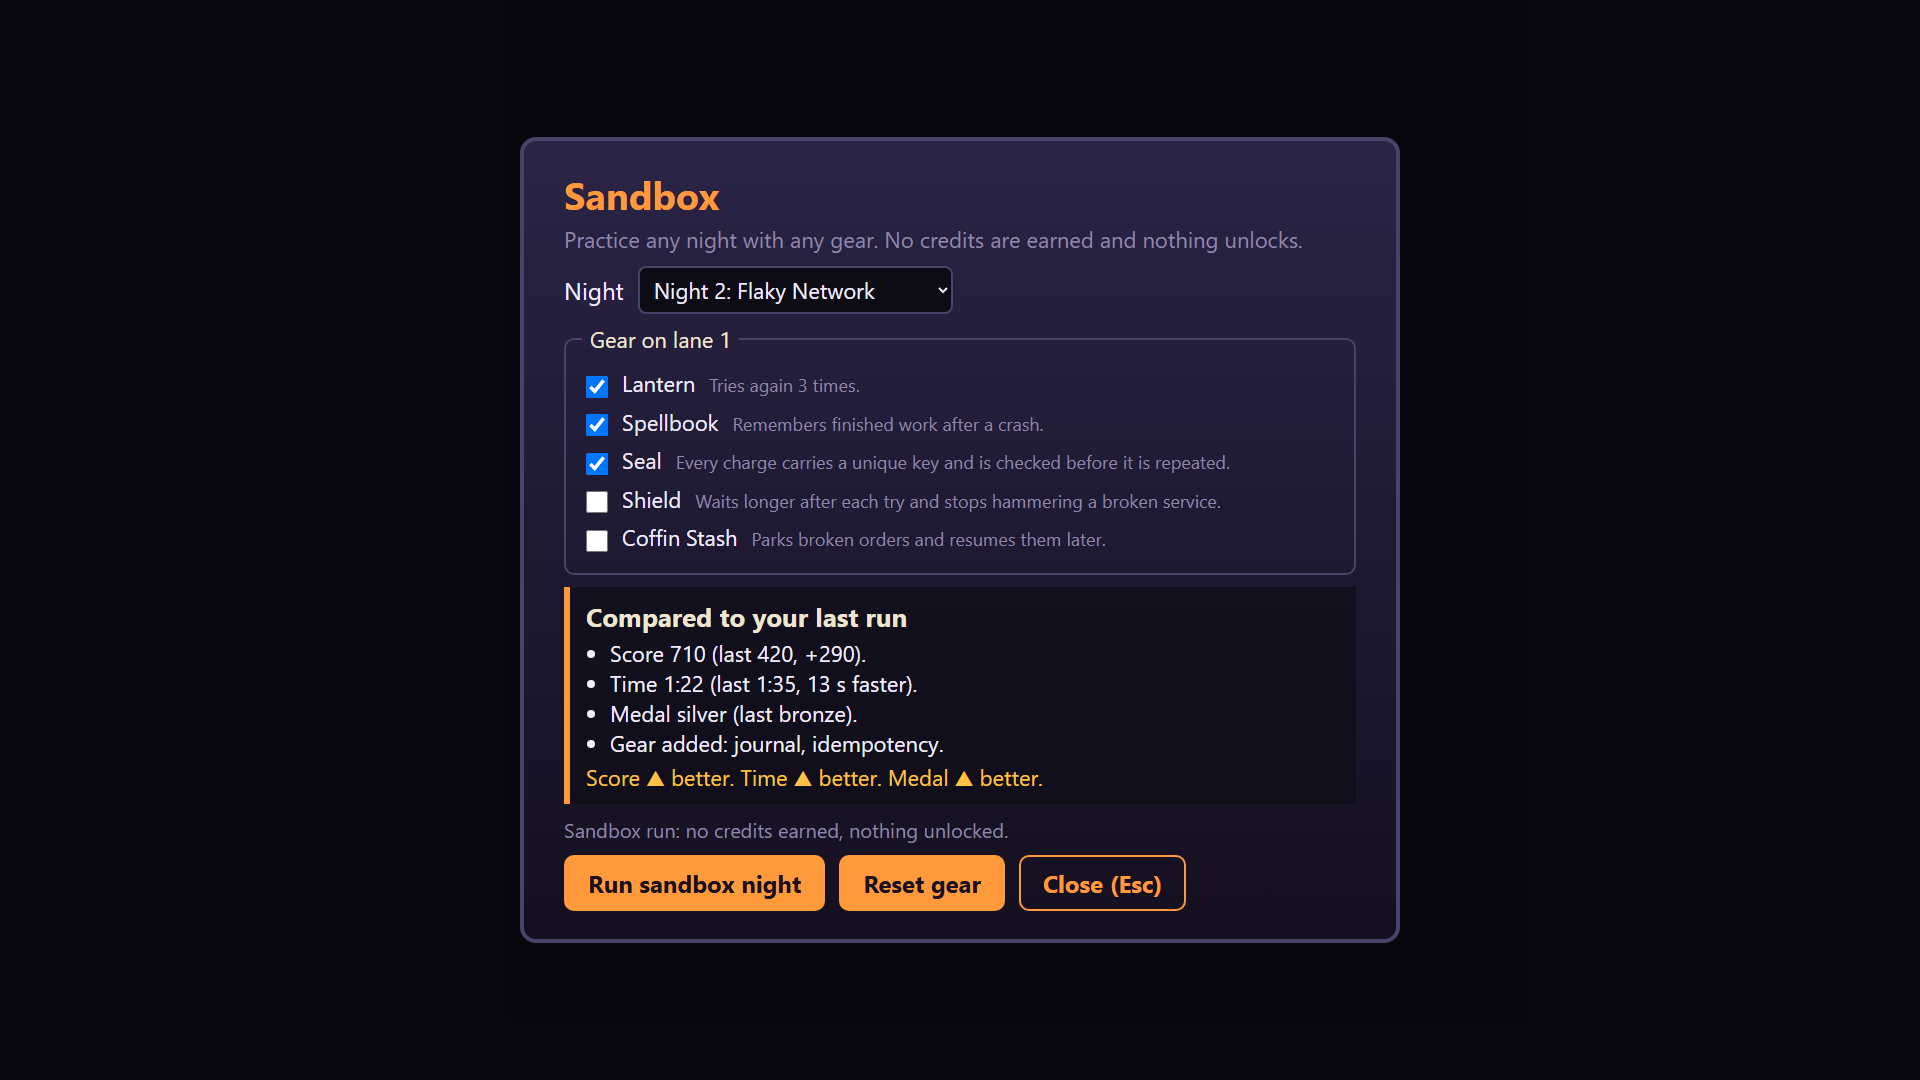 Sandbox
Practice any night with any gear. No credits are earned and nothing unlocks.
Night Night 2: Flaky Network
Gear on lane 1
Lantern Tries again 3 times.
Spellbook Remembers finished work after a crash.
Seal Every charge carries a unique key and is checked before it is repeated.
Shield Waits longer after each try and stops hammering a broken service.
Coffin Stash Parks broken orders and resumes them later.
Compared to your last run
Score 710 (last 420, +290).
Time 1:22 (last 1:35, 13 s faster).
Medal silver (last bronze).
Gear added: journal, idempotency.
Score ▲ better. Time ▲ better. Medal ▲ better.
Sandbox run: no credits earned, nothing unlocked.
Run sandbox night Reset gear Close (Esc)